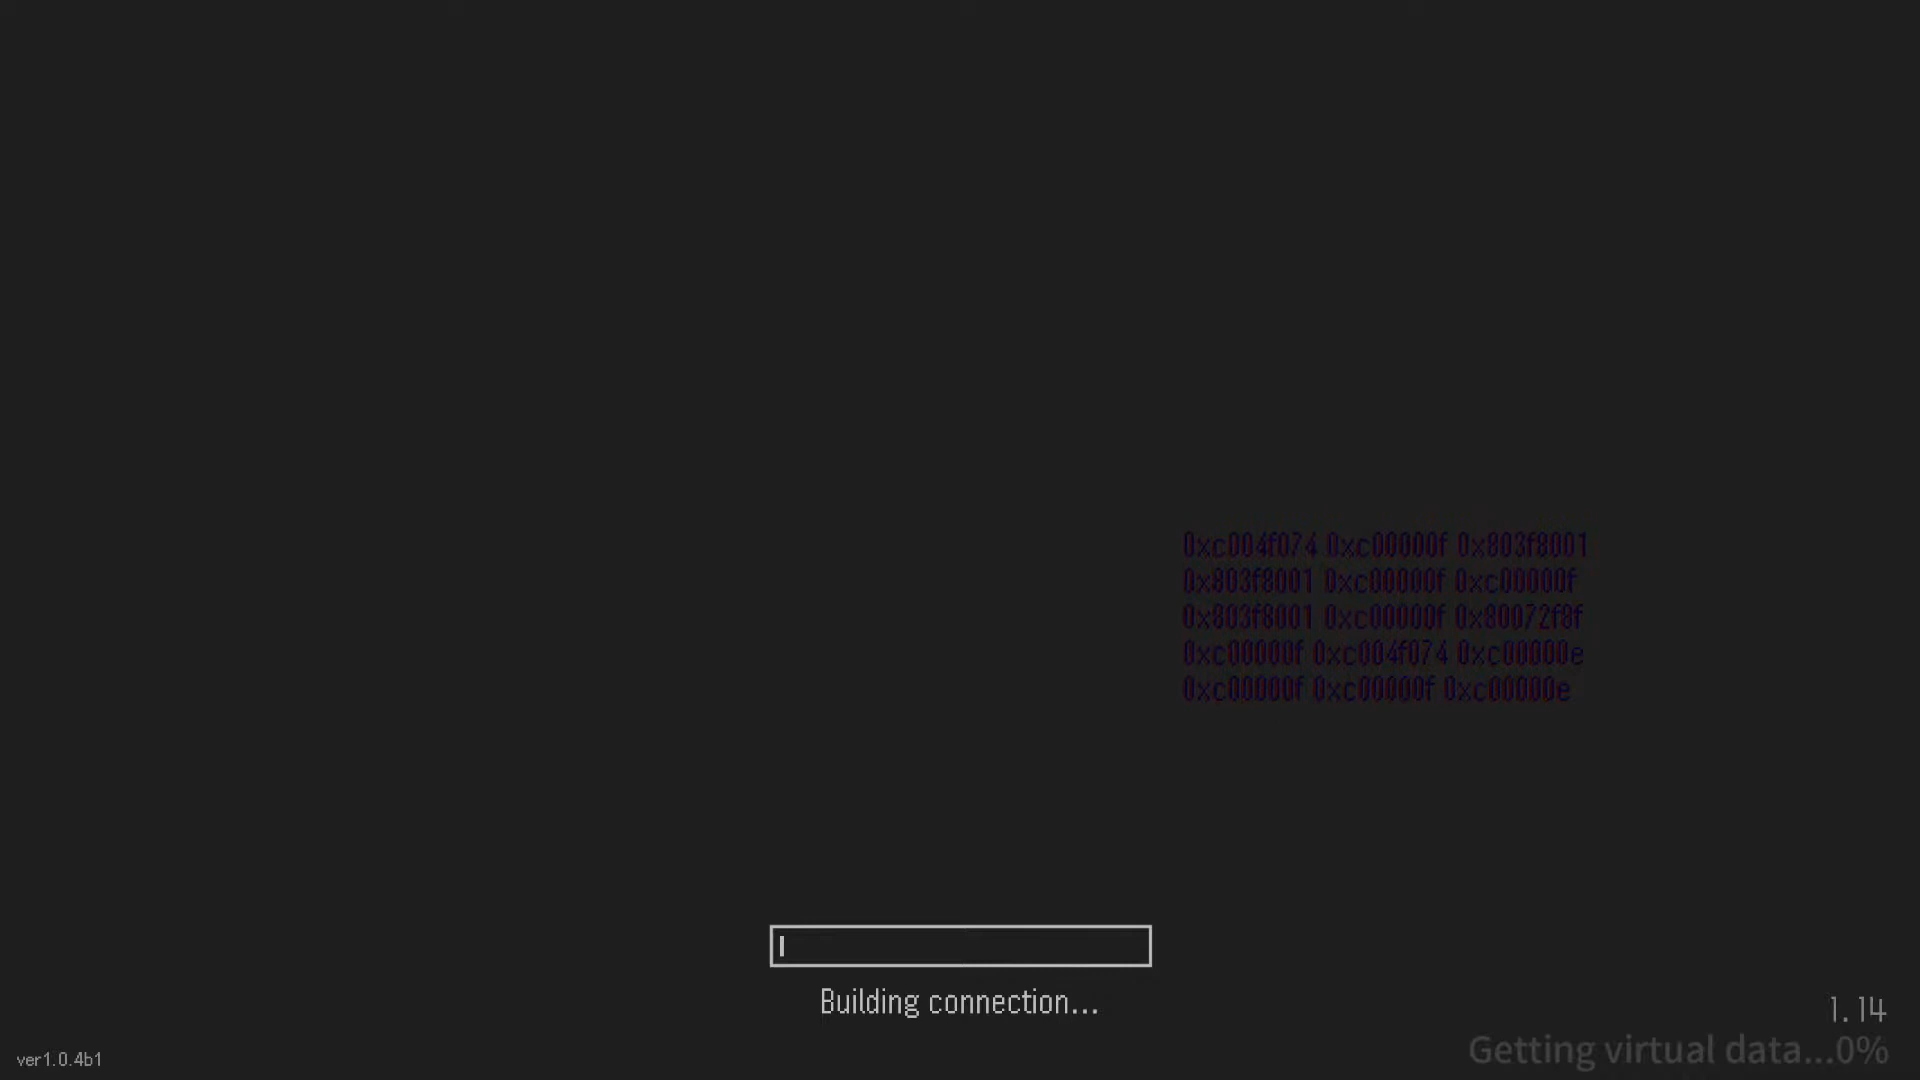 0xc004f074 0xc00000f 0x803f8001
0x803f8001 0xc00000f 0xc00000f
0x803f8001 0xc00000f 0x80072f8f
0xc00000f 0xc004f074 0xc00000e
0xc00000f 0xc00000f 0xc00000e
Building connection...
1.14
Getting virtual data...0%
ver1.0.4b1